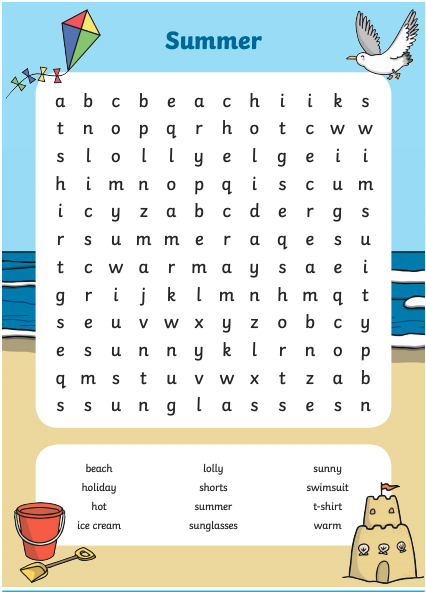 Summer
a b c b e a c h i i k s
t n o p q r h o t c w w
s l o l l y e l g e i i
h i m n o p q i s c u m
i c y z a b c d e r g s
r s u m m e r a q e s u
t c w a r m a y s a e i
g r i j k l m n h m q t
s e u v w x y z o b c y
e s u n n y k l r n o p
q m s t u v w x t z a b
s s u n g l a s s e s n
beach lolly sunny
holiday shorts swimsuit
hot summer t-shirt
ice cream sunglasses warm